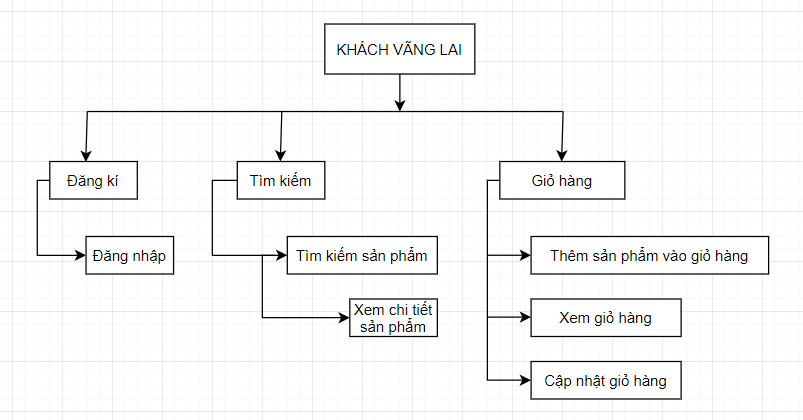 KHÁCH VÃNG LAI
Đăng kí
Tìm kiếm
Giỏ hàng
Đăng nhập
Tìm kiếm sản phẩm
Thêm sản phẩm vào giỏ hàng
Xem chi tiết
sản phẩm
Xem giỏ hàng
Cập nhật giỏ hàng